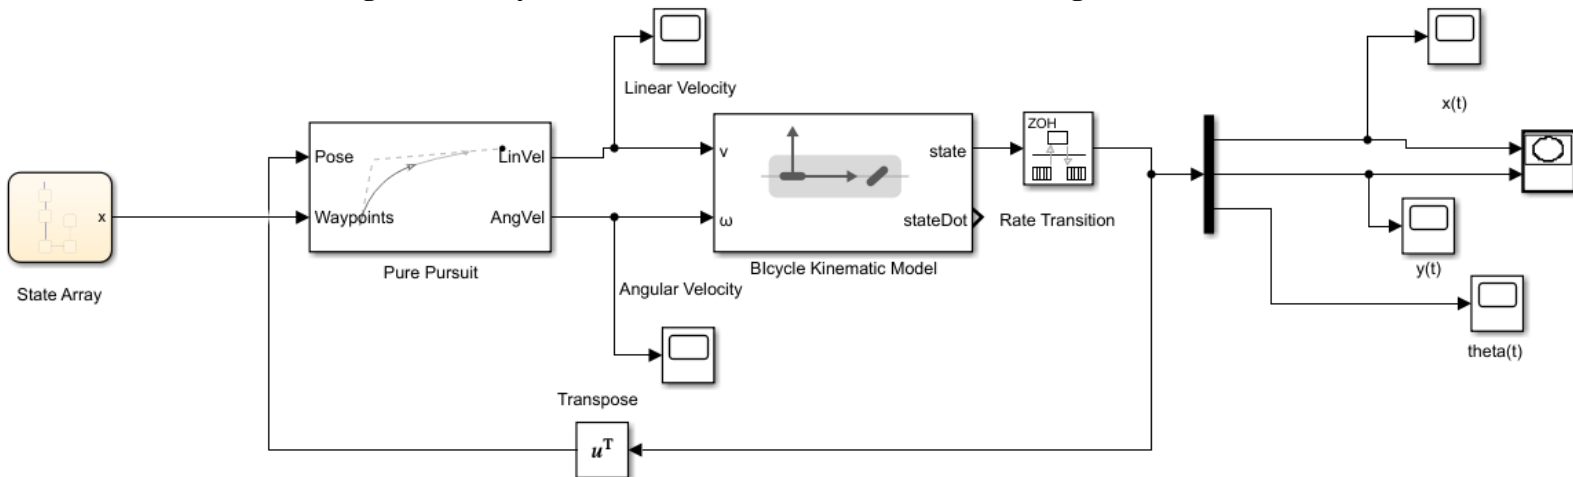 Linear Velocity
x(t)
ZOH
Pose
LinVel
v
state
x
Waypoints
AngVel
ω
stateDot
Rate Transition
Pure Pursuit
BIcycle Kinematic Model
y(t)
State Array
Angular Velocity
theta(t)
Transpose
uᵀ